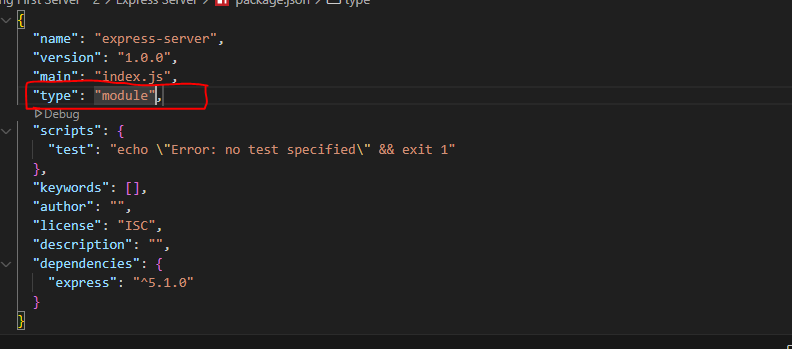 ng First Server - 2 > Express Server > package.json > type
{
"name": "express-server",
"version": "1.0.0",
"main": "index.js",
"type": "module",
Debug
"scripts": {
"test": "echo \"Error: no test specified\" && exit 1"
},
"keywords": [],
"author": "",
"license": "ISC",
"description": "",
"dependencies": {
"express": "^5.1.0"
}
}